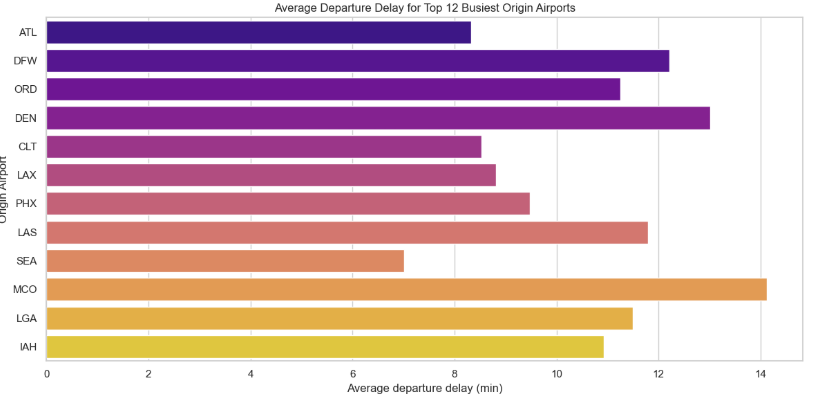 Average Departure Delay for Top 12 Busiest Origin Airports
ATL
DFW
ORD
DEN
CLT
LAX
PHX
LAS
SEA
MCO
LGA
IAH
Origin Airport
0 2 4 6 8 10 12 14
Average departure delay (min)